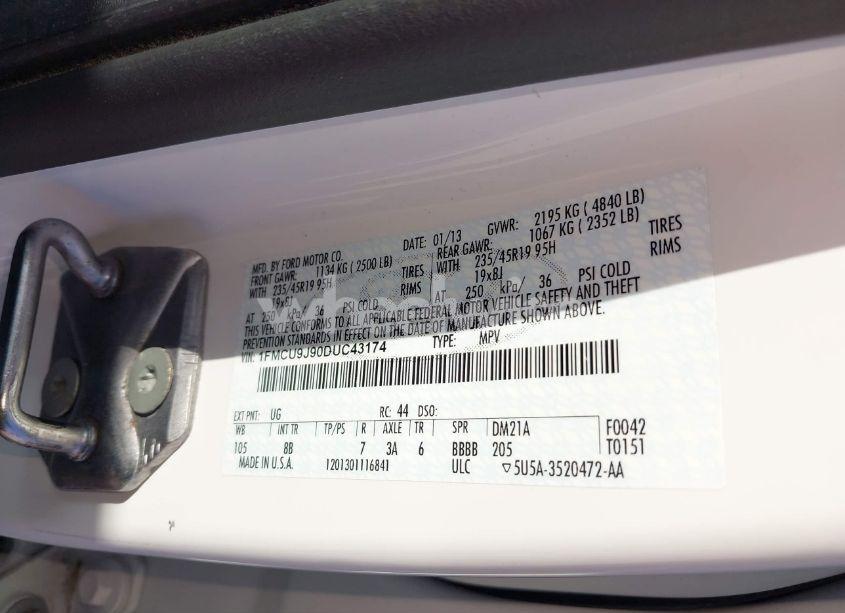 MFD. BY FORD MOTOR CO. DATE: 01/13 GVWR: 2195 KG ( 4840 LB)
FRONT GAWR: 1134 KG ( 2500 LB) REAR GAWR: 1067 KG ( 2352 LB)
WITH 235/45R19 95H TIRES WITH 235/45R19 95H TIRES
19x8J RIMS 19x8J RIMS
AT 250 kPa/ 36 PSI COLD AT 250 kPa/ 36 PSI COLD
THIS VEHICLE CONFORMS TO ALL APPLICABLE FEDERAL MOTOR VEHICLE SAFETY AND THEFT
PREVENTION STANDARDS IN EFFECT ON THE DATE OF MANUFACTURE SHOWN ABOVE.
VIN: 1FMCU9J90DUC43174 TYPE: MPV
EXT PNT: UG RC: 44 DSO: F0042
WB INT TR TP/PS R AXLE TR SPR DM21A T0151
105 8B 7 3A 6 BBBB 205
MADE IN U.S.A. 1201301116841 ULC ▽5U5A-3520472-AA